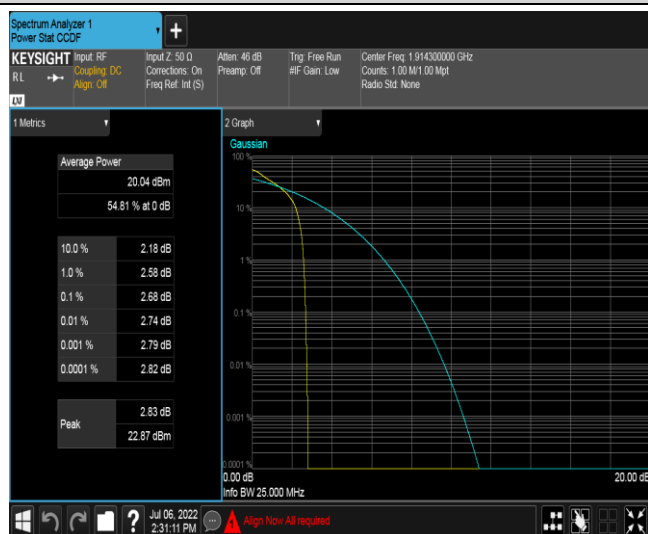 Spectrum Analyzer 1
Power Stat CCDF
+
KEYSIGHT Input: RF
RL Coupling: DC
Align: Off
LXI
Input Z: 50 Ω
Corrections: On
Freq Ref: Int (S)
Atten: 46 dB
Preamp: Off
Trig: Free Run
#IF Gain: Low
Center Freq: 1.914300000 GHz
Counts: 1.00 M/1.00 Mpt
Radio Std: None
1 Metrics
Average Power
20.04 dBm
54.81 % at 0 dB
10.0 % 2.18 dB
1.0 % 2.58 dB
0.1 % 2.68 dB
0.01 % 2.74 dB
0.001 % 2.79 dB
0.0001 % 2.82 dB
Peak 2.83 dB
22.87 dBm
2 Graph
Gaussian
100 %
10 %
1 %
0.1 %
0.01 %
0.001 %
0.0001 %
0.00 dB 20.00 dB
Info BW 25.000 MHz
?
Jul 06, 2022
2:31:11 PM
Align Now All required